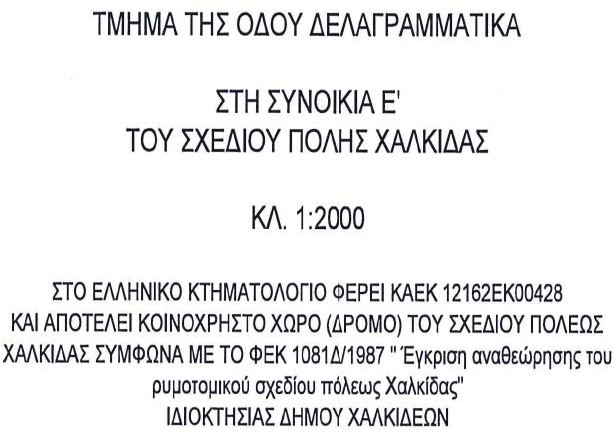 ΤΜΗΜΑ ΤΗΣ ΟΔΟΥ ΔΕΛΑΓΡΑΜΜΑΤΙΚΑ
ΣΤΗ ΣΥΝΟΙΚΙΑ Ε'
ΤΟΥ ΣΧΕΔΙΟΥ ΠΟΛΗΣ ΧΑΛΚΙΔΑΣ
ΚΛ. 1:2000
ΣΤΟ ΕΛΛΗΝΙΚΟ ΚΤΗΜΑΤΟΛΟΓΙΟ ΦΕΡΕΙ ΚΑΕΚ 12162ΕΚ00428
ΚΑΙ ΑΠΟΤΕΛΕΙ ΚΟΙΝΟΧΡΗΣΤΟ ΧΩΡΟ (ΔΡΟΜΟ) ΤΟΥ ΣΧΕΔΙΟΥ ΠΟΛΕΩΣ
ΧΑΛΚΙΔΑΣ ΣΥΜΦΩΝΑ ΜΕ ΤΟ ΦΕΚ 1081Δ/1987 " Έγκριση αναθεώρησης του
ρυμοτομικού σχεδίου πόλεως Χαλκίδας"
ΙΔΙΟΚΤΗΣΙΑΣ ΔΗΜΟΥ ΧΑΛΚΙΔΕΩΝ